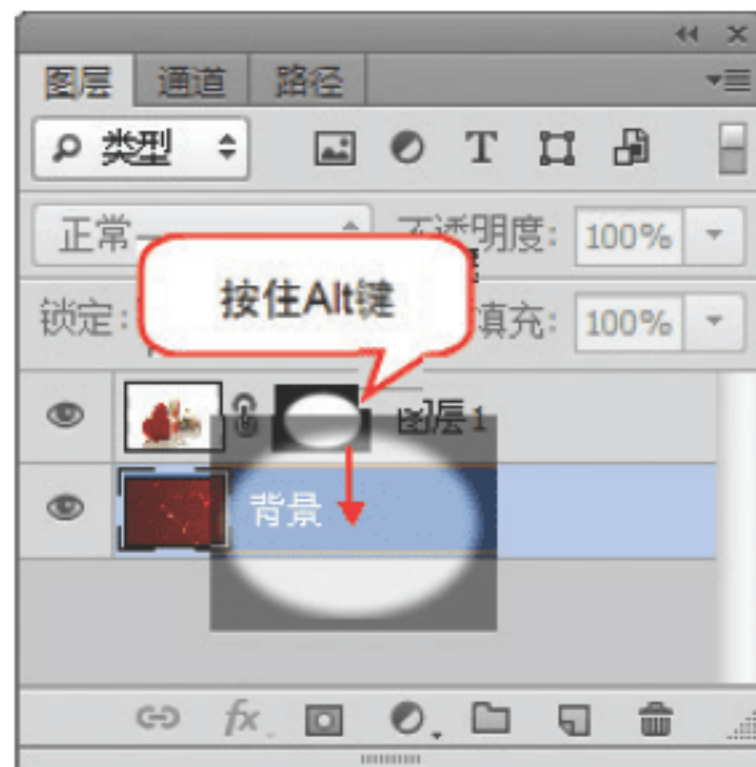 图层 通道 路径
类型 T
正常 不透明度: 100%
按住Alt键
锁定: 填充: 100%
图层1
背景
fx